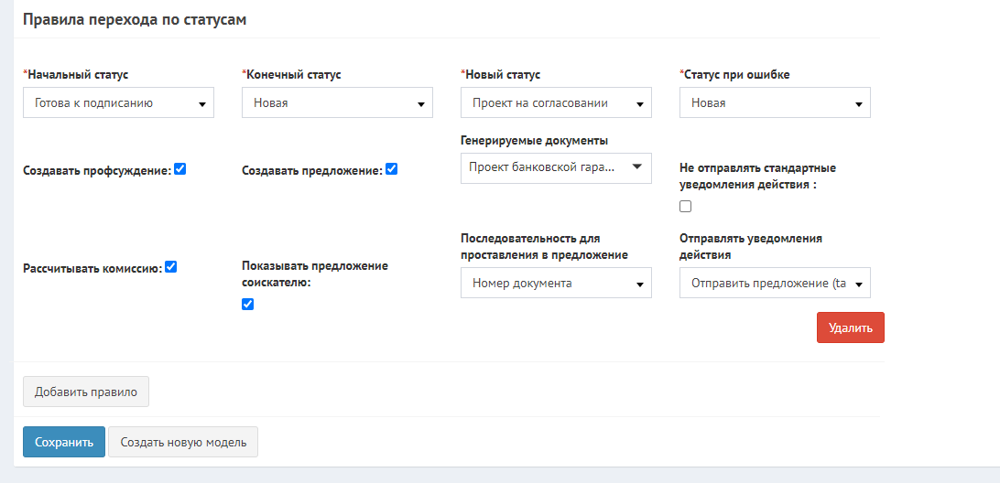 Правила перехода по статусам
*Начальный статус
*Конечный статус
*Новый статус
*Статус при ошибке
Готова к подписанию
Новая
Проект на согласовании
Новая
Генерируемые документы
Создавать профсуждение:
Создавать предложение:
Проект банковской гара...
Не отправлять стандартные
уведомления действия :
Последовательность для
проставления в предложение
Отправлять уведомления
действия
Рассчитывать комиссию:
Показывать предложение
соискателю:
Номер документа
Отправить предложение (ta
Удалить
Добавить правило
Сохранить
Создать новую модель